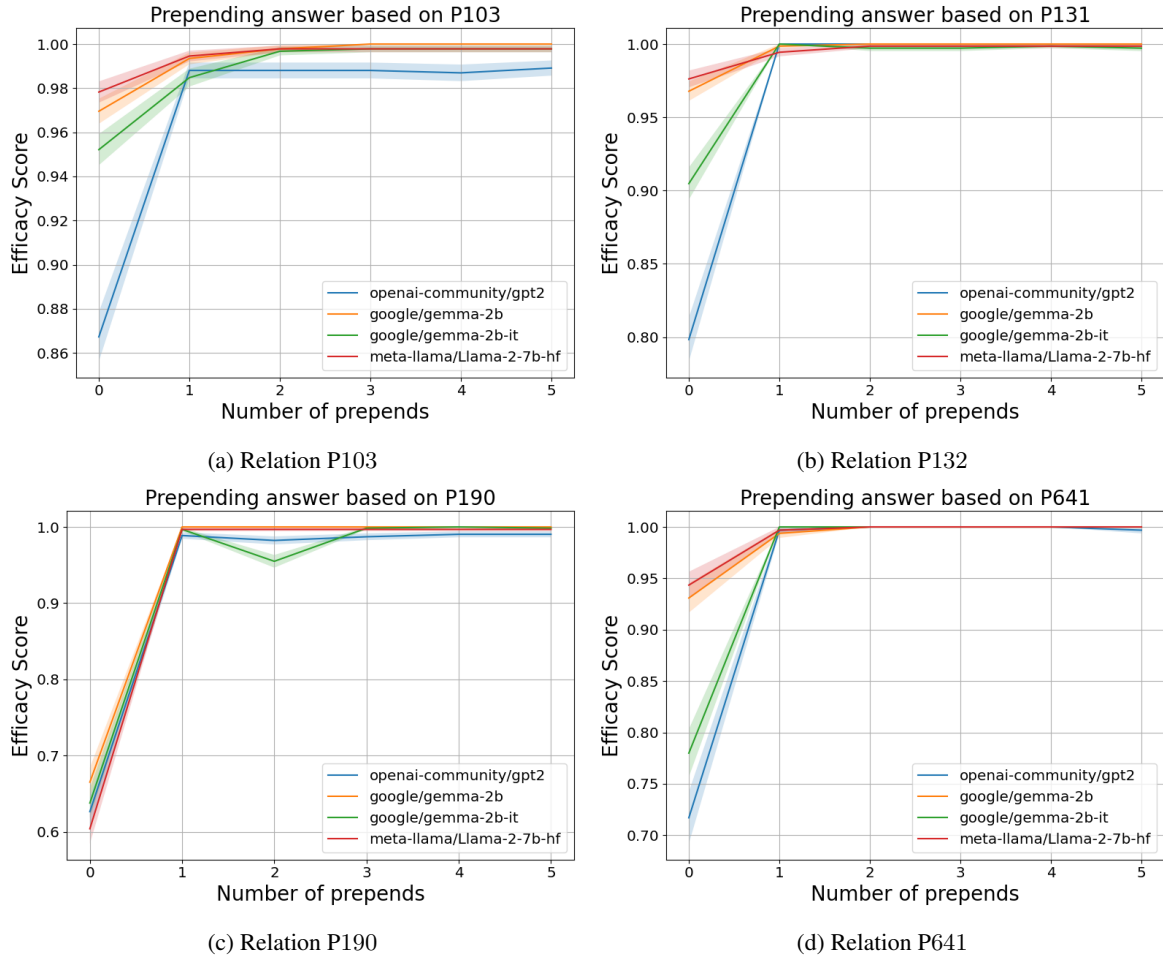 Prepending answer based on P103
1.00
0.98
0.96
0.94
0.92
0.90
0.88
0.86
Efficacy Score
openai-community/gpt2
google/gemma-2b
google/gemma-2b-it
meta-llama/Llama-2-7b-hf
0 1 2 3 4 5
Number of prepends
(a) Relation P103
Prepending answer based on P131
1.00
0.95
0.90
0.85
0.80
Efficacy Score
openai-community/gpt2
google/gemma-2b
google/gemma-2b-it
meta-llama/Llama-2-7b-hf
0 1 2 3 4 5
Number of prepends
(b) Relation P132
Prepending answer based on P190
1.0
0.9
0.8
0.7
0.6
Efficacy Score
openai-community/gpt2
google/gemma-2b
google/gemma-2b-it
meta-llama/Llama-2-7b-hf
0 1 2 3 4 5
Number of prepends
(c) Relation P190
Prepending answer based on P641
1.00
0.95
0.90
0.85
0.80
0.75
0.70
Efficacy Score
openai-community/gpt2
google/gemma-2b
google/gemma-2b-it
meta-llama/Llama-2-7b-hf
0 1 2 3 4 5
Number of prepends
(d) Relation P641